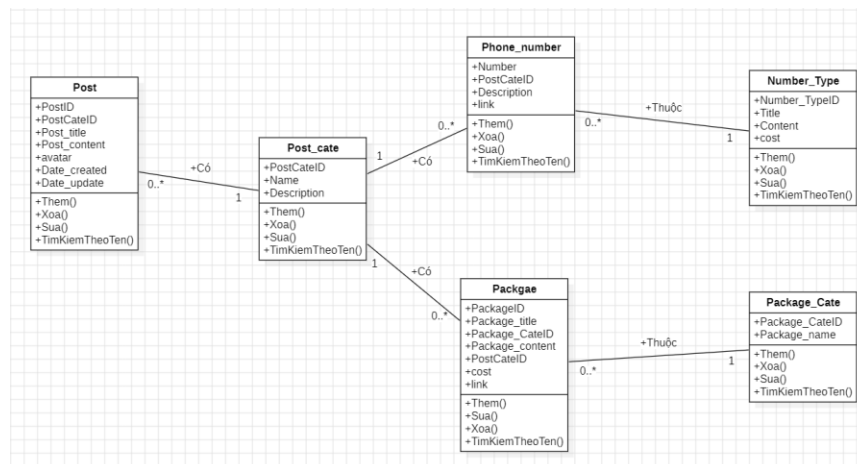 Post
+PostID
+PostCateID
+Post_title
+Post_content
+avatar
+Date_created
+Date_update
+Them()
+Xoa()
+Sua()
+TimKiemTheoTen()
+Có
0..*
1
Post_cate
+PostCateID
+Name
+Description
+Them()
+Xoa()
+Sua()
+TimKiemTheoTen()
1
+Có
0..*
Phone_number
+Number
+PostCateID
+Description
+link
+Them()
+Xoa()
+Sua()
+TimKiemTheoTen()
+Thuộc
0..*
1
Number_Type
+Number_TypeID
+Title
+Content
+cost
+Them()
+Xoa()
+Sua()
+TimKiemTheoTen()
1
+Có
0..*
Packgae
+PackageID
+Package_title
+Package_CateID
+Package_content
+PostCateID
+cost
+link
+Them()
+Sua()
+Xoa()
+TimKiemTheoTen()
+Thuộc
0..*
1
Package_Cate
+Package_CateID
+Package_name
+Them()
+Xoa()
+Sua()
+TimKiemTheoTen()